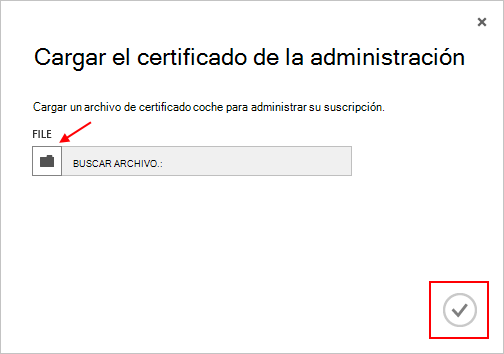 Cargar el certificado de la administración
Cargar un archivo de certificado coche para administrar su suscripción.
FILE
BUSCAR ARCHIVO.: